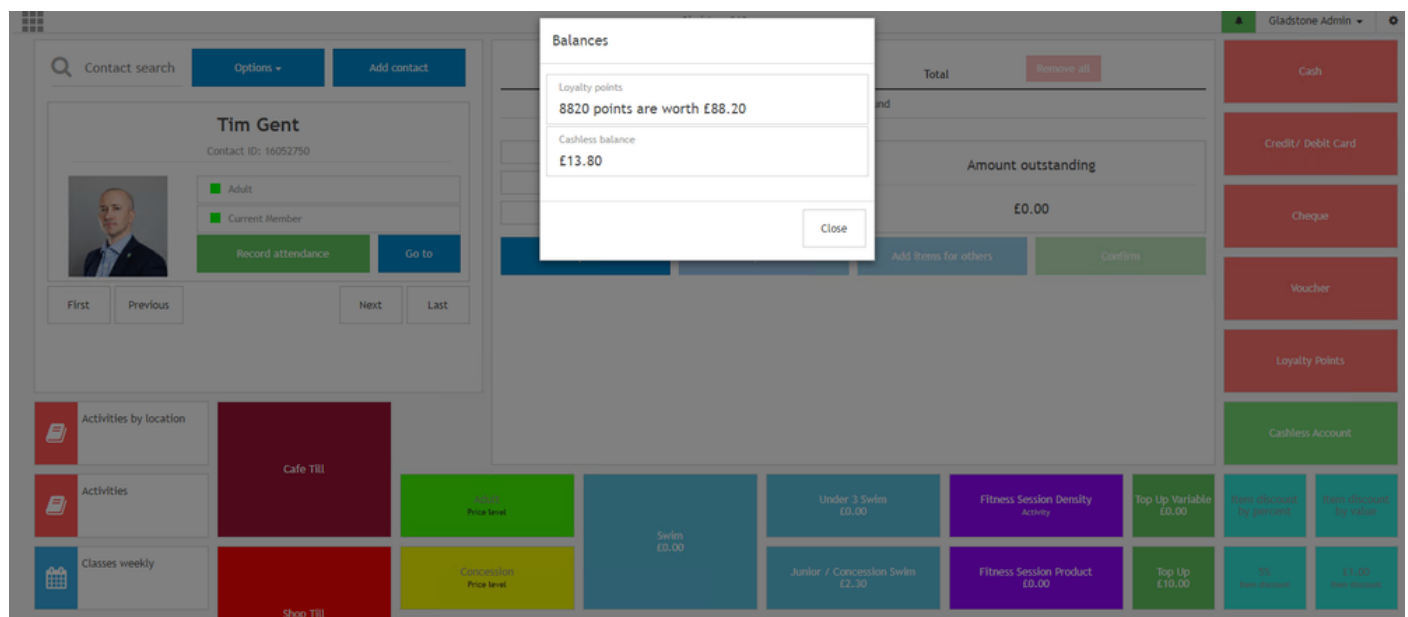 Gladstone Admin
Contact search
Options
Add contact
Tim Gent
Contact ID: 16052750
Adult
Current Member
Record attendance
Go to
First
Previous
Next
Last
Balances
Loyalty points
8820 points are worth £88.20
Cashless balance
£13.80
Close
Total
Remove all
Amount outstanding
£0.00
Add items for others
Confirm
Cash
Credit/ Debit Card
Cheque
Voucher
Loyalty Points
Cashless Account
Activities by location
Activities
Classes weekly
Cafe Till
Shop Till
Adult
Price level
Concession
Price level
Swim
£0.00
Under 3 Swim
£0.00
Junior / Concession Swim
£2.30
Fitness Session Density
Activity
Fitness Session Product
£0.00
Top Up Variable
£0.00
Top Up
£10.00
Item discount
by percent
Item discount
by value
£1.00
Item discount